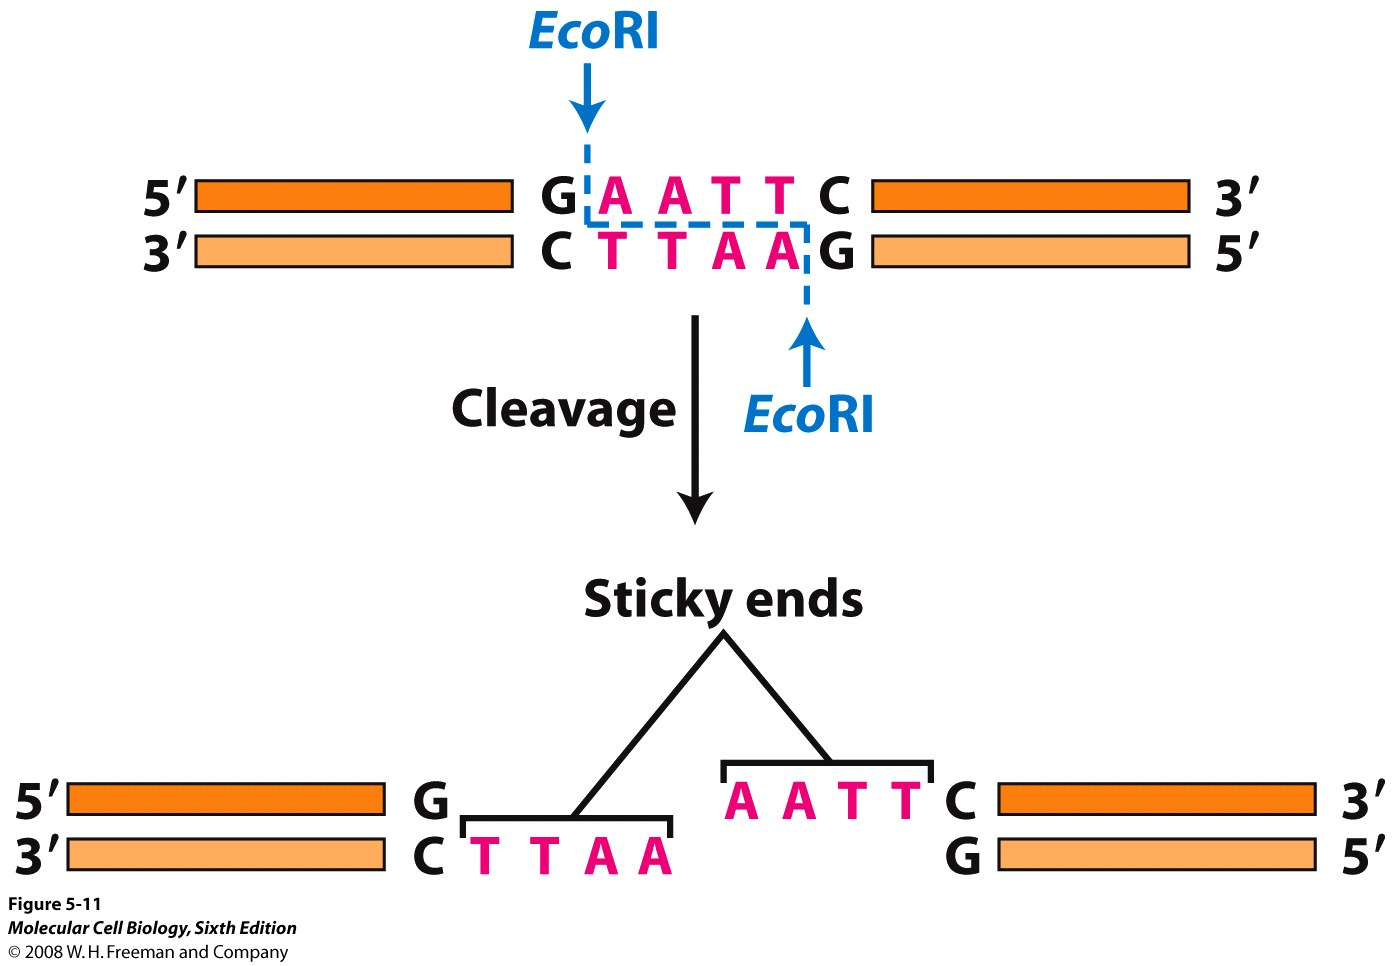 EcoRI
5′ G A A T T C 3′
3′ C T T A A G 5′
Cleavage
EcoRI
Sticky ends
5′ G A A T T C 3′
3′ C T T A A G 5′
Figure 5-11
Molecular Cell Biology, Sixth Edition
© 2008 W. H. Freeman and Company